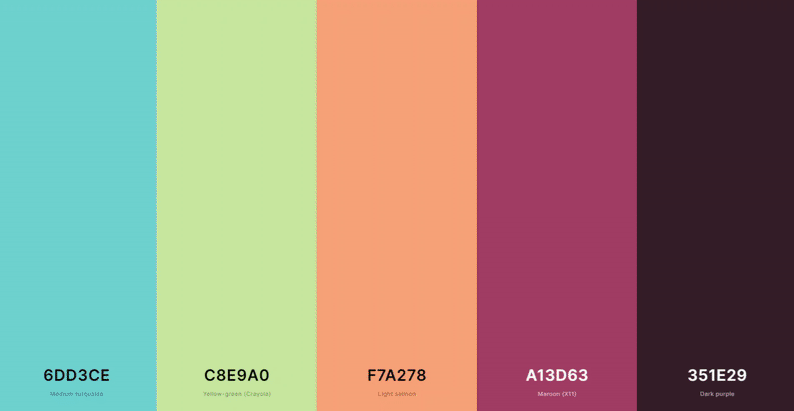 6DD3CE
Medium turquoise
C8E9A0
Yellow-green (Crayola)
F7A278
Light salmon
A13D63
Maroon (X11)
351E29
Dark purple